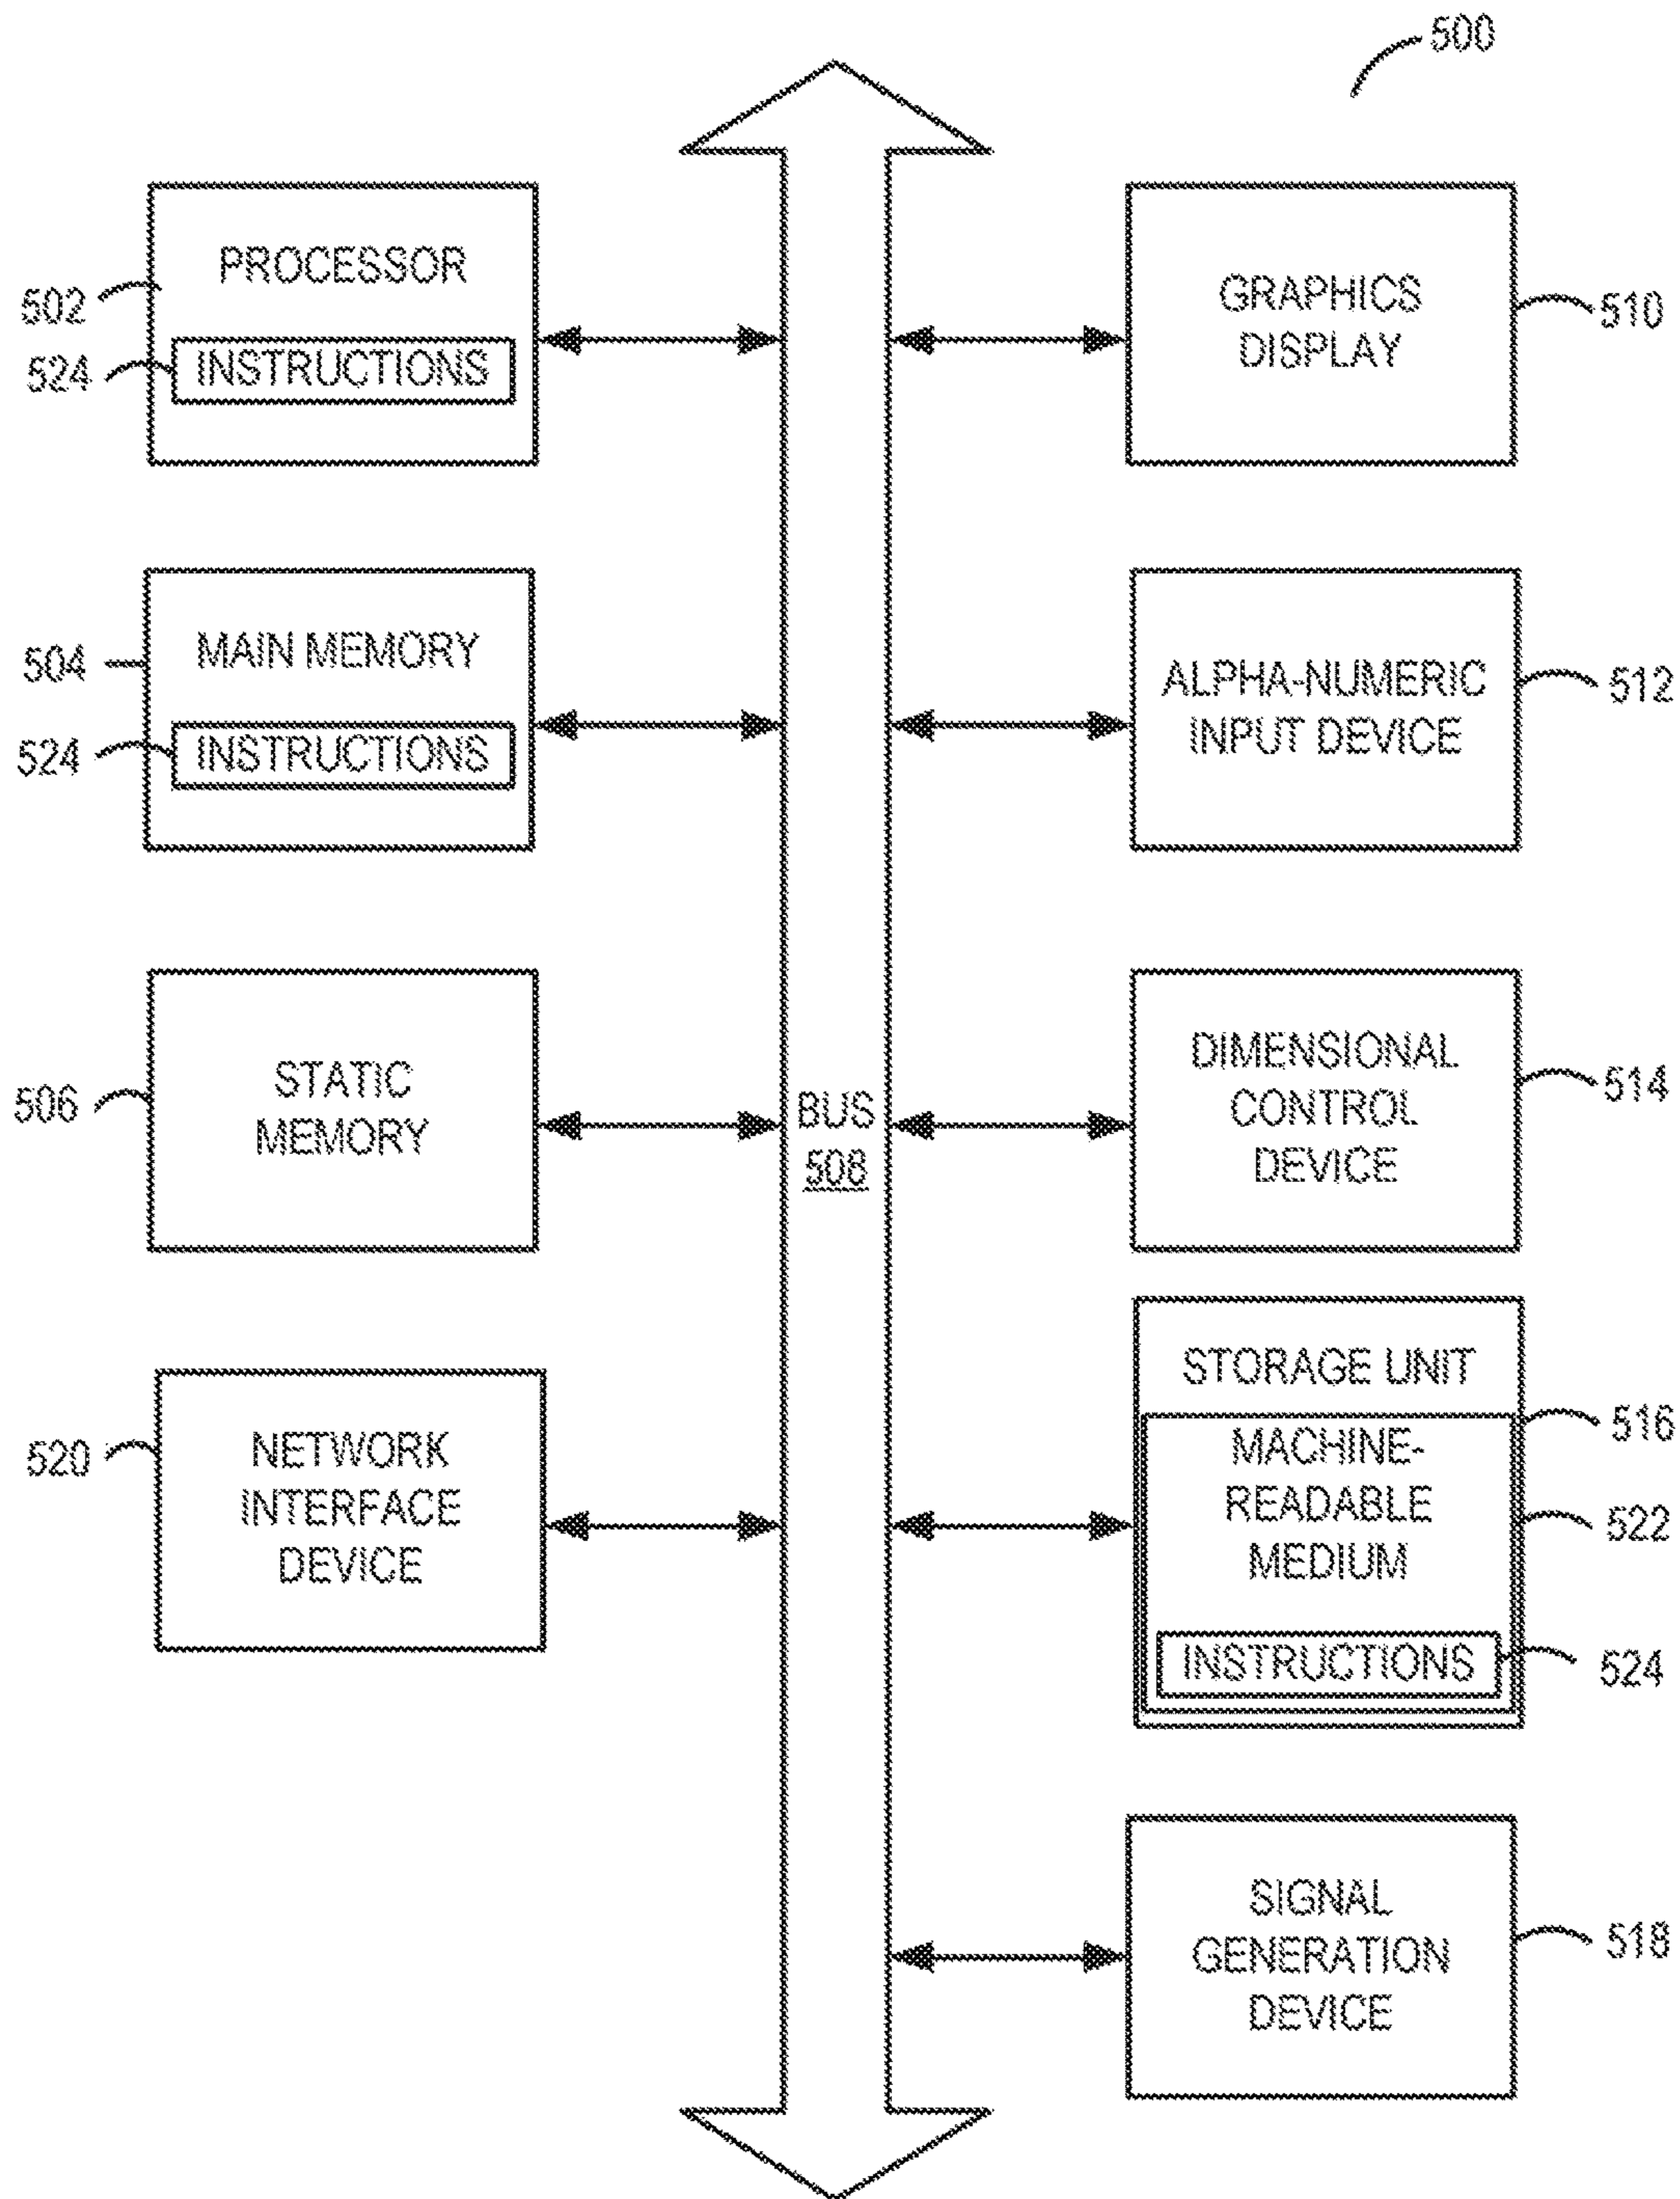 500
PROCESSOR
502
524
INSTRUCTIONS
GRAPHICS
DISPLAY
510
MAIN MEMORY
504
524
INSTRUCTIONS
ALPHA-NUMERIC
INPUT DEVICE
512
STATIC
MEMORY
506
BUS
508
DIMENSIONAL
CONTROL
DEVICE
514
NETWORK
INTERFACE
DEVICE
520
STORAGE UNIT
516
MACHINE-
READABLE
MEDIUM
522
INSTRUCTIONS
524
SIGNAL
GENERATION
DEVICE
518